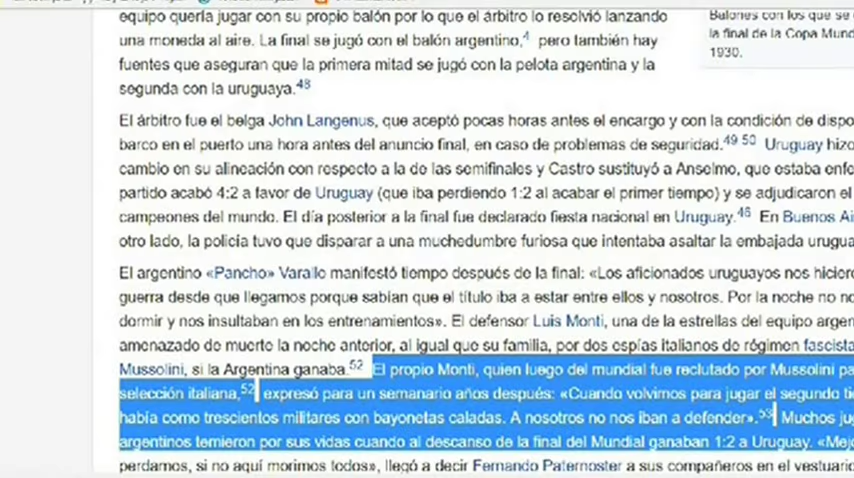 equipo quería jugar con su propio balón por lo que el árbitro lo resolvió lanzando
una moneda al aire. La final se jugó con el balón argentino,4 pero también hay
fuentes que aseguran que la primera mitad se jugó con la pelota argentina y la
segunda con la uruguaya.48
Balones con los que se
la final de la Copa Mun
1930.
El árbitro fue el belga John Langenus, que aceptó pocas horas antes el encargo y con la condición de dispo
barco en el puerto una hora antes del anuncio final, en caso de problemas de seguridad.49 50 Uruguay hizo
cambio en su alineación con respecto a la de las semifinales y Castro sustituyó a Anselmo, que estaba enfe
partido acabó 4:2 a favor de Uruguay (que iba perdiendo 1:2 al acabar el primer tiempo) y se adjudicaron el
campeones del mundo. El día posterior a la final fue declarado fiesta nacional en Uruguay.46 En Buenos Ai
otro lado, la policía tuvo que disparar a una muchedumbre furiosa que intentaba asaltar la embajada urugua
El argentino «Pancho» Varallo manifestó tiempo después de la final: «Los aficionados uruguayos nos hicier
guerra desde que llegamos porque sabían que el título iba a estar entre ellos y nosotros. Por la noche no no
dormir y nos insultaban en los entrenamientos». El defensor Luis Monti, una de la estrellas del equipo argen
amenazado de muerte la noche anterior, al igual que su familia, por dos espías italianos de régimen fascista
Mussolini, si la Argentina ganaba.52 El propio Monti, quien luego del mundial fue reclutado por Mussolini pa
selección italiana,52 expresó para un semanario años después: «Cuando volvimos para jugar el segundo ti
había como trescientos militares con bayonetas caladas. A nosotros no nos iban a defender».53 Muchos jug
argentinos temieron por sus vidas cuando al descanso de la final del Mundial ganaban 1:2 a Uruguay. «Mejo
perdamos, si no aquí morimos todos», llegó a decir Fernando Paternoster a sus compañeros en el vestuario